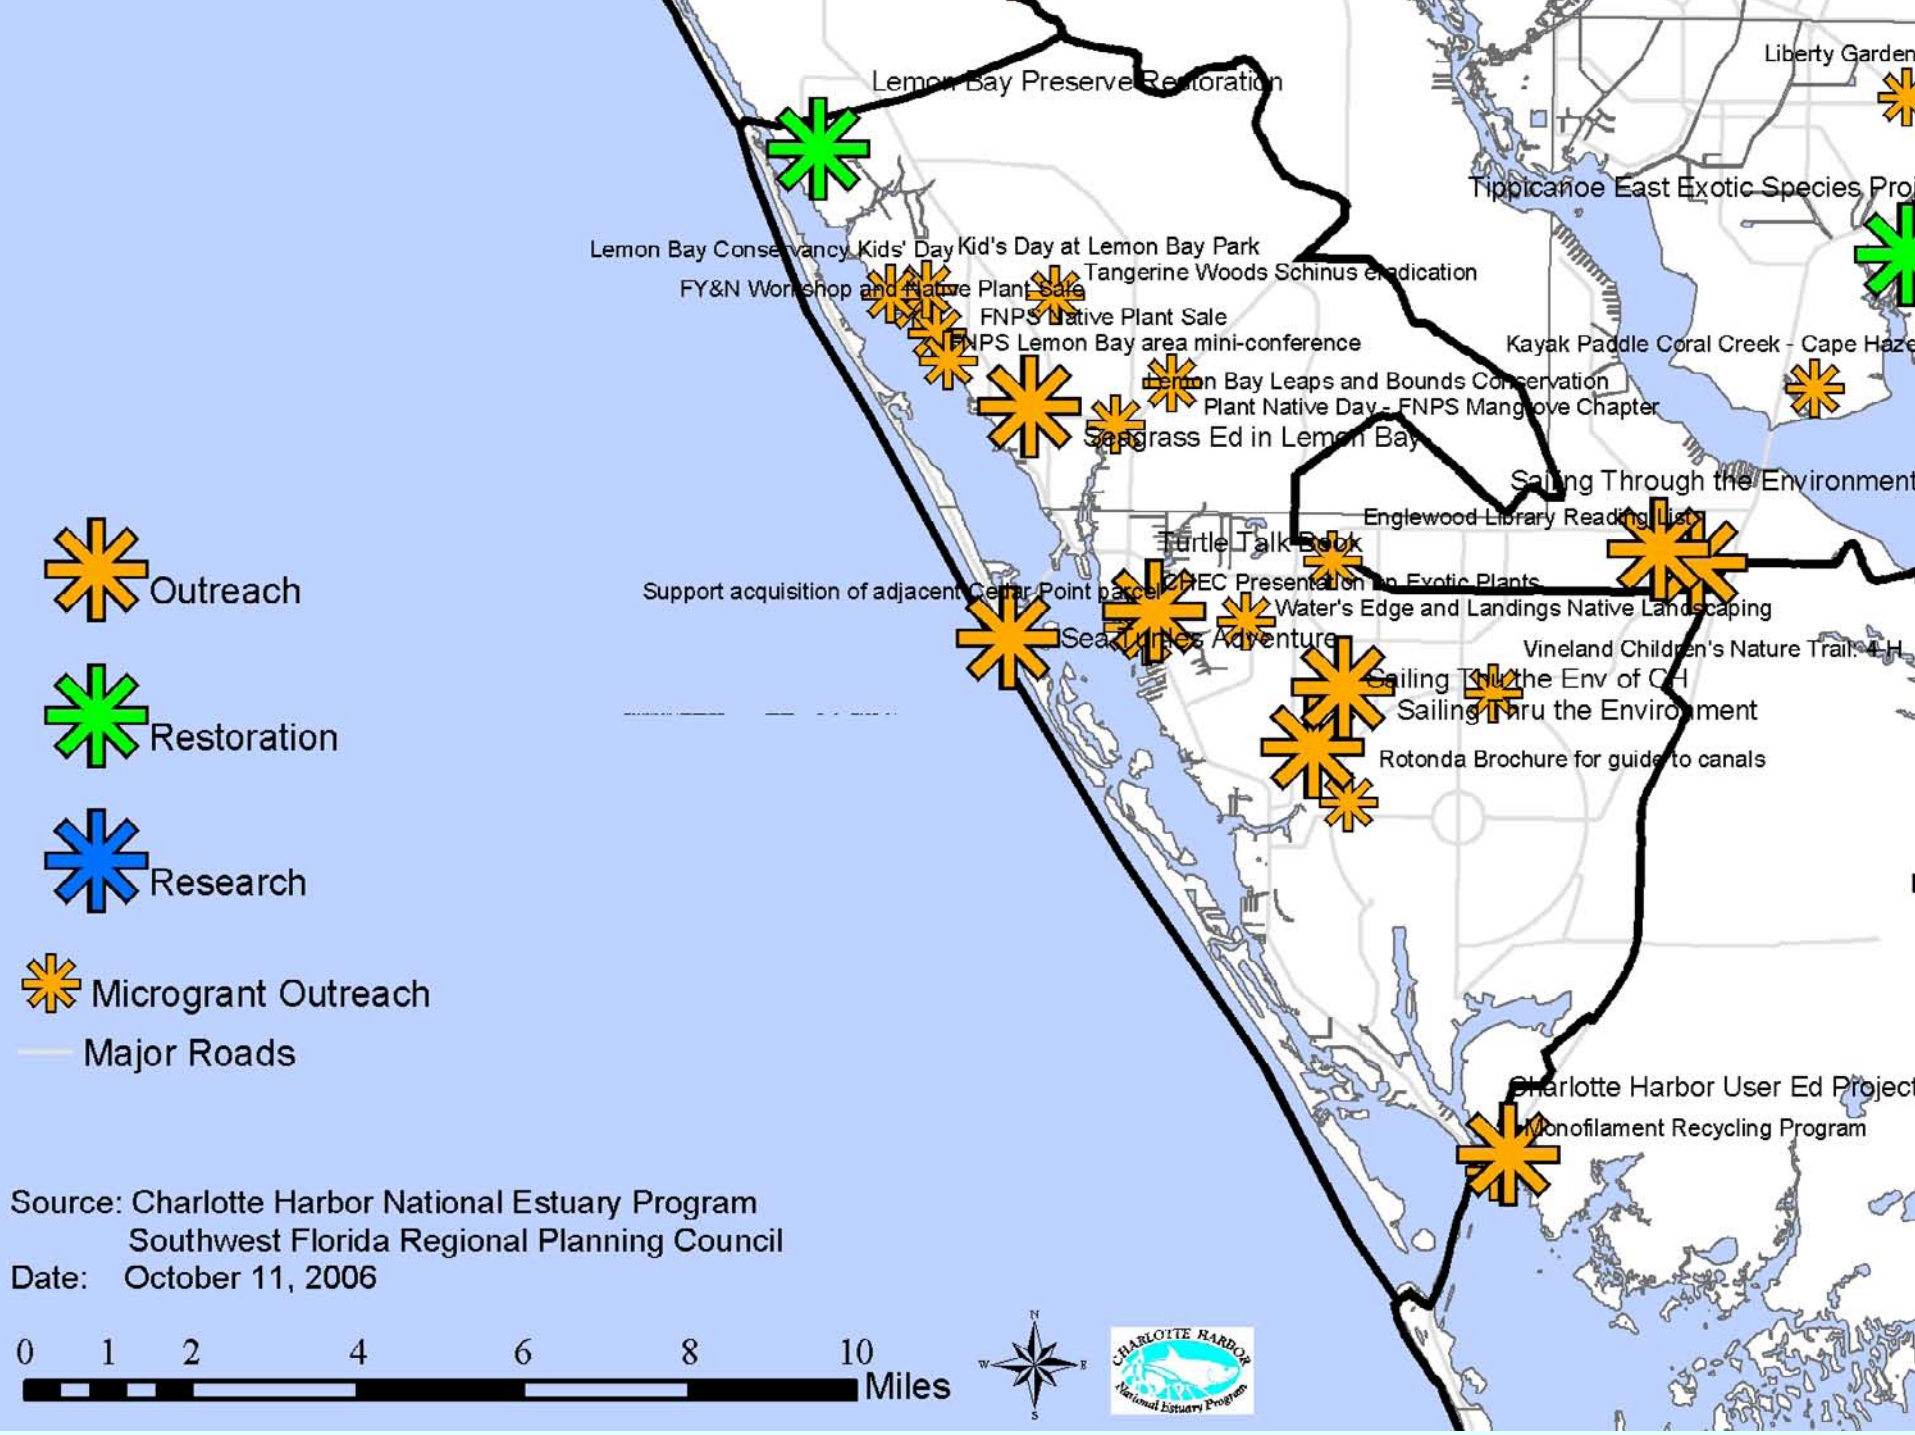 Liberty Garden
Lemon Bay Preserve Restoration
Tippicanoe East Exotic Species Proj
Lemon Bay Conservancy Kids' Day
Kid's Day at Lemon Bay Park
Tangerine Woods Schinus eradication
FY&N Workshop and Native Plant Sale
FNPS Native Plant Sale
FNPS Lemon Bay area mini-conference
Kayak Paddle Coral Creek - Cape Haze
Lemon Bay Leaps and Bounds Conservation
Plant Native Day - FNPS Mangrove Chapter
Seagrass Ed in Lemon Bay
Sailing Through the Environment
Englewood Library Reading List
Turtle Talk Book
CHEC Presentation on Exotic Plants
Support acquisition of adjacent Cedar Point parcel
Water's Edge and Landings Native Landscaping
Sea Turtles Adventure
Vineland Children's Nature Trail: 4-H
Sailing Thru the Env of CH
Sailing Thru the Environment
Rotonda Brochure for guide to canals
Charlotte Harbor User Ed Project
Monofilament Recycling Program
Outreach
Restoration
Research
Microgrant Outreach
Major Roads
Source: Charlotte Harbor National Estuary Program
Southwest Florida Regional Planning Council
Date: October 11, 2006
0 1 2 4 6 8 10
Miles
N
W E
S
CHARLOTTE HARBOR
National Estuary Program